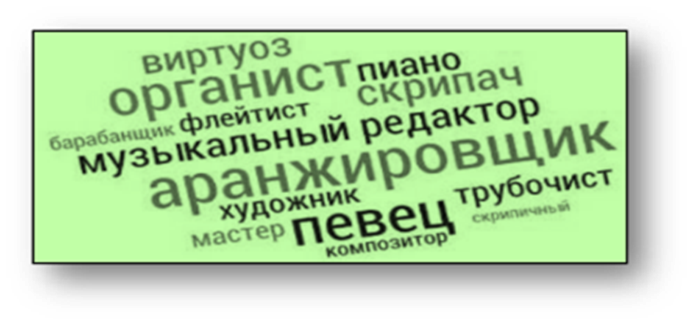 виртуоз
органист пиано
скрипач
барабанщик флейтист
музыкальный редактор
аранжировщик
художник трубочист
мастер певец скрипичный
композитор